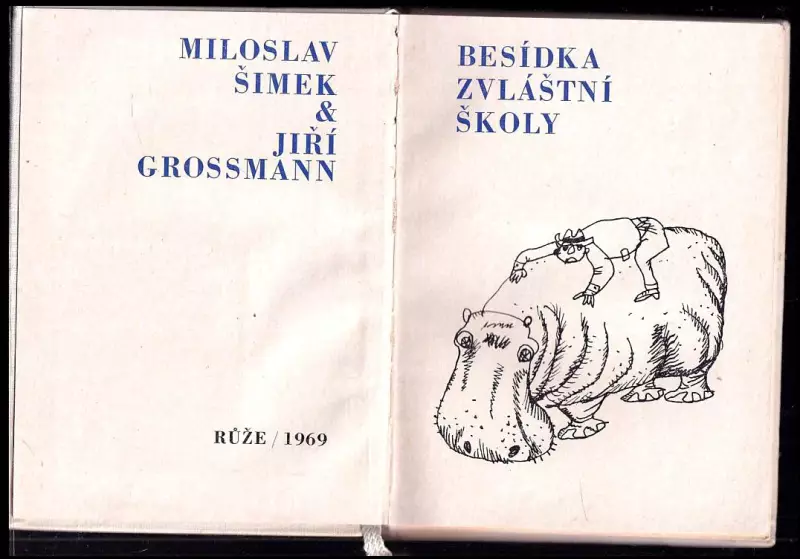 MILOSLAV
ŠIMEK
&
JIŘÍ
GROSSMANN
RŮŽE / 1969
BESÍDKA
ZVLÁŠTNÍ
ŠKOLY